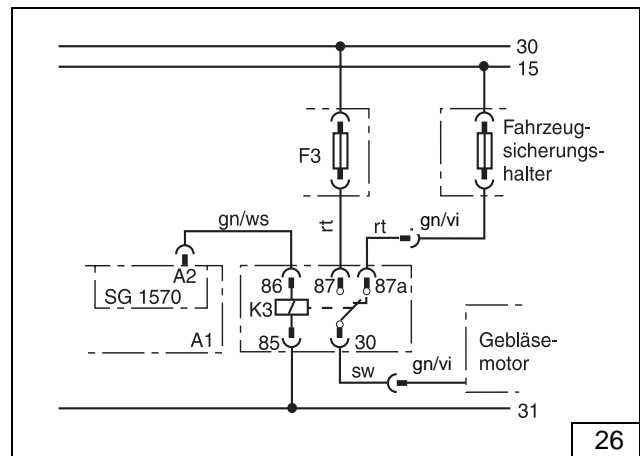 30
15
F3
Fahrzeug-
sicherungs-
halter
rt
rt
gn/vi
gn/ws
A2
SG 1570
A1
86
87
87a
K3
85
30
Gebläse-
motor
sw
gn/vi
31
26